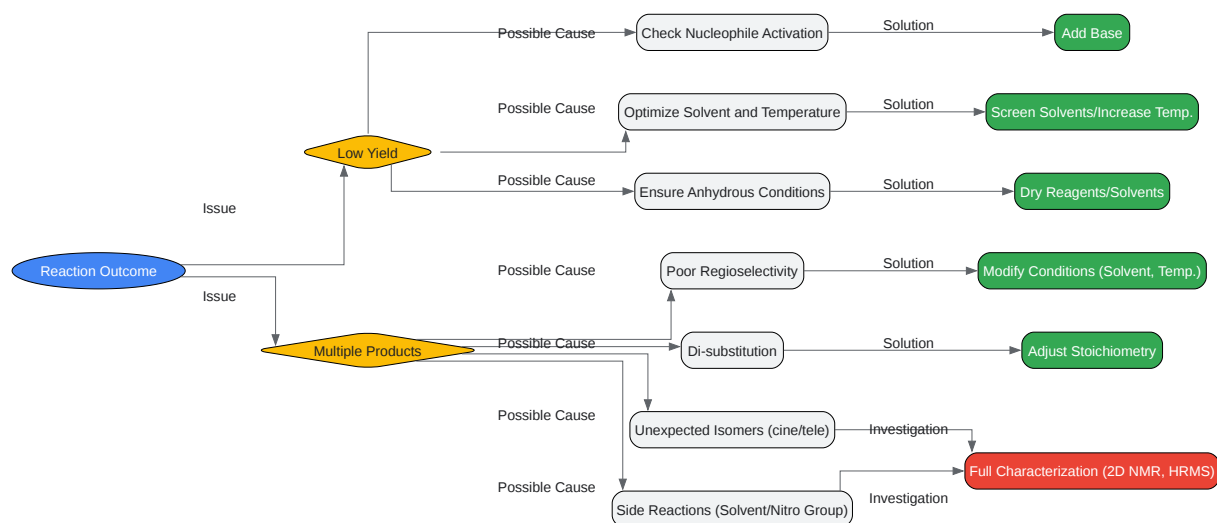 Possible Cause
Check Nucleophile Activation
Solution
Add Base
Possible Cause
Optimize Solvent and Temperature
Solution
Screen Solvents/Increase Temp.
Low Yield
Possible Cause
Ensure Anhydrous Conditions
Solution
Dry Reagents/Solvents
Issue
Reaction Outcome
Issue
Possible Cause
Poor Regioselectivity
Solution
Modify Conditions (Solvent, Temp.)
Multiple Products
Possible Cause
Di-substitution
Solution
Adjust Stoichiometry
Possible Cause
Unexpected Isomers (cine/tele)
Investigation
Full Characterization (2D NMR, HRMS)
Possible Cause
Side Reactions (Solvent/Nitro Group)
Investigation